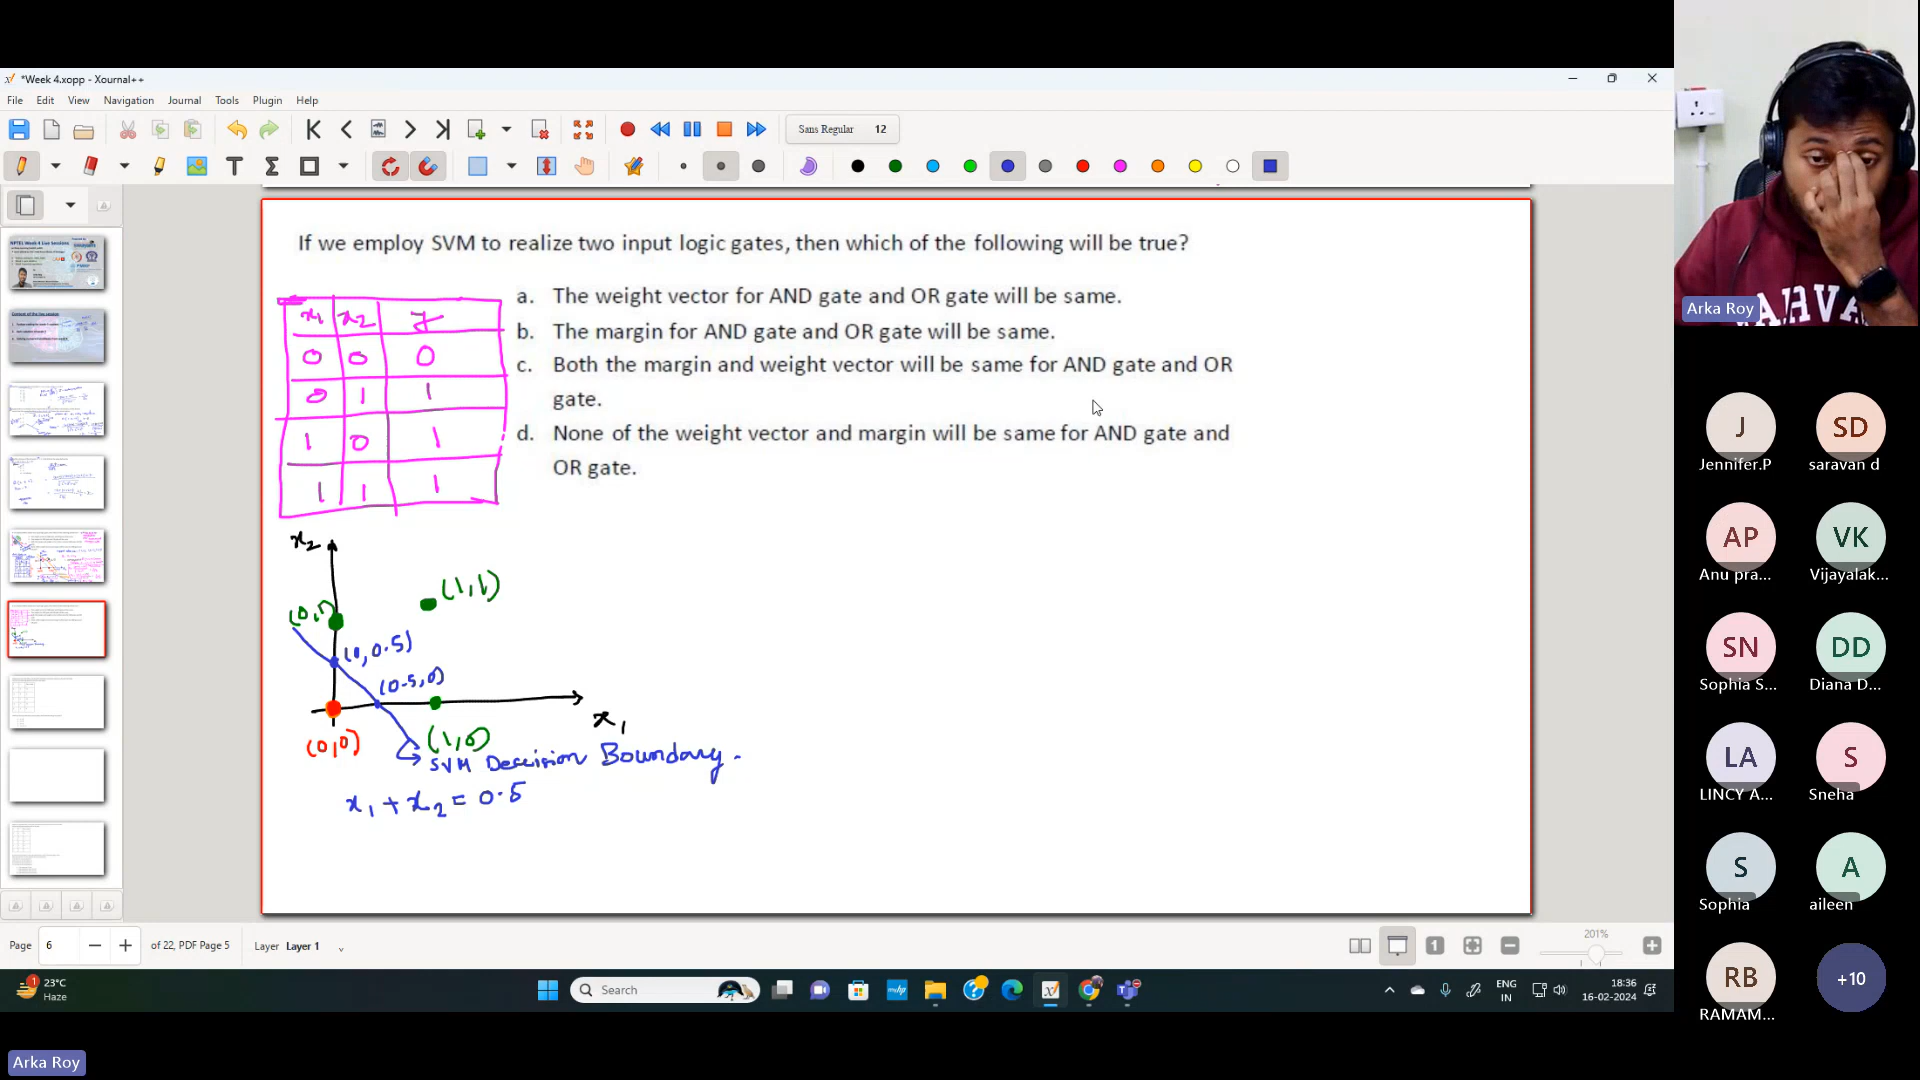 *Week 4.xopp - Xournal++
File Edit View Navigation Journal Tools Plugin Help
Sans Regular 12
If we employ SVM to realize two input logic gates, then which of the following will be true?
a. The weight vector for AND gate and OR gate will be same.
b. The margin for AND gate and OR gate will be same.
c. Both the margin and weight vector will be same for AND gate and OR
gate.
d. None of the weight vector and margin will be same for AND gate and
OR gate.
x1 x2 y
0 0 0
0 1 1
1 0 1
1 1 1
x2
(1,1)
(0,1)
(0,0.5)
(0.5,0)
x1
(0,0)
(1,0)
SVM Decision Boundary.
x1 + x2 = 0.5
Page 6 of 22, PDF Page 5 Layer Layer 1
201%
1
23°C
Haze
Search
ENG
IN
18:36
16-02-2024
Arka Roy
J
Jennifer.P
SD
saravan d
AP
Anu pra...
VK
Vijayalak...
SN
Sophia S...
DD
Diana D...
LA
LINCY A...
S
Sneha
S
Sophia
A
aileen
RB
RAMAM...
+10
Arka Roy